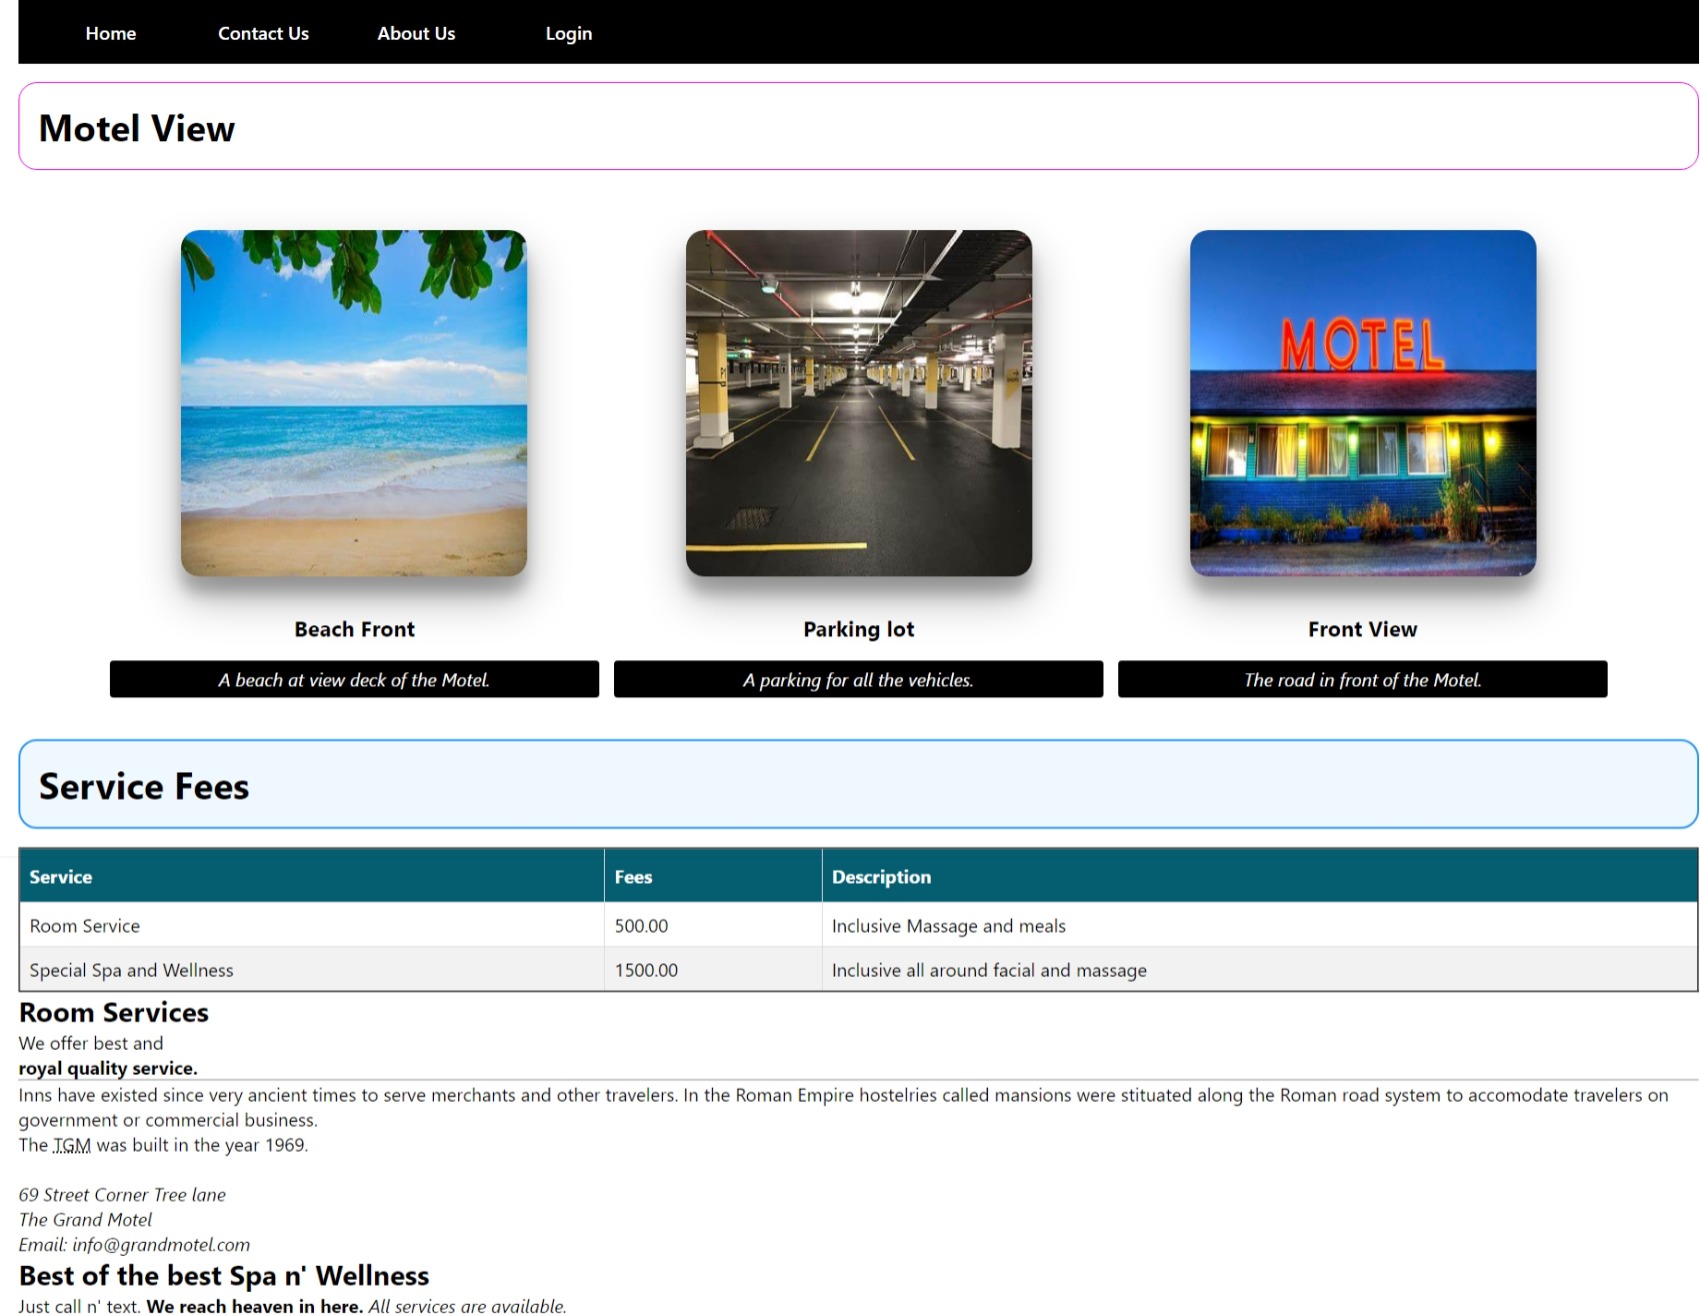 Home Contact Us About Us Login
Motel View
MOTEL
Beach Front Parking lot Front View
A beach at view deck of the Motel. A parking for all the vehicles. The road in front of the Motel.
Service Fees
Service Fees Description
Room Service 500.00 Inclusive Massage and meals
Special Spa and Wellness 1500.00 Inclusive all around facial and massage
Room Services
We offer best and
royal quality service.
Inns have existed since very ancient times to serve merchants and other travelers. In the Roman Empire hostelries called mansions were stituated along the Roman road system to accomodate travelers on
government or commercial business.
The TGM was built in the year 1969.
69 Street Corner Tree lane
The Grand Motel
Email: info@grandmotel.com
Best of the best Spa n' Wellness
Just call n' text. We reach heaven in here. All services are available.